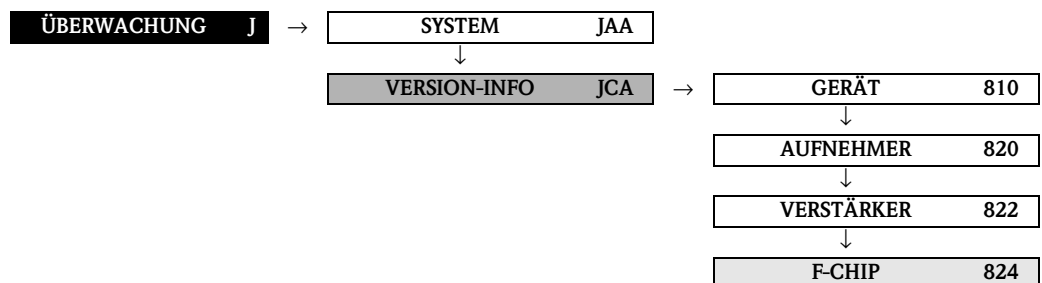 ÜBERWACHUNG J → SYSTEM JAA
↓
VERSION-INFO JCA → GERÄT 810
↓
AUFNEHMER 820
↓
VERSTÄRKER 822
↓
F-CHIP 824